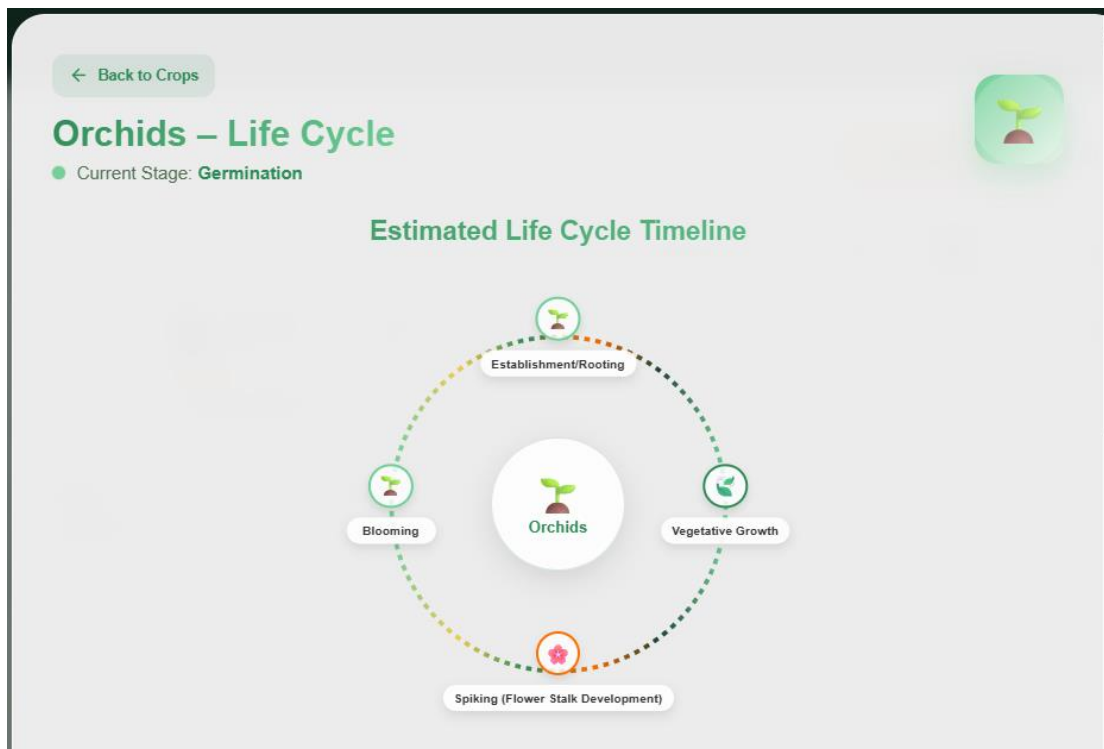 ← Back to Crops
Orchids – Life Cycle
Current Stage: Germination
Estimated Life Cycle Timeline
Establishment/Rooting
Orchids
Blooming
Vegetative Growth
Spiking (Flower Stalk Development)